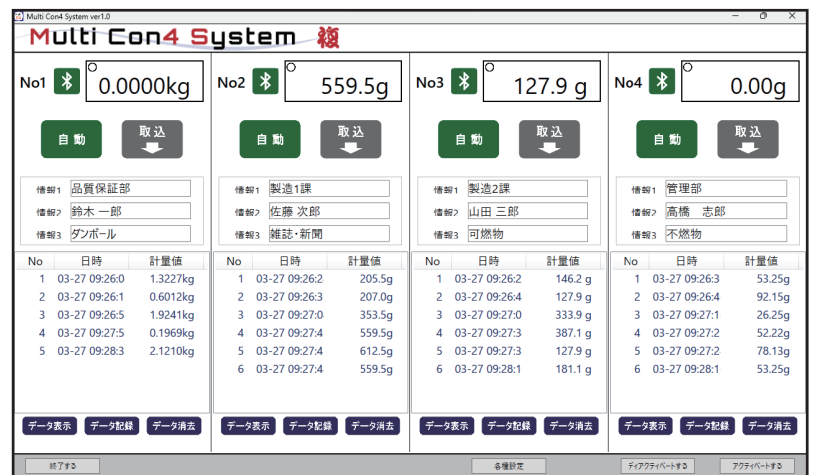 Multi Con4 System ver1.0
Multi Con4 System 複
No1 0.0000kg
自動 取込
情報1 品質保証部
情報2 鈴木 一郎
情報3 ダンボール
No 日時 計量値
1 03-27 09:26:0 1.3227kg
2 03-27 09:26:1 0.6012kg
3 03-27 09:26:5 1.9241kg
4 03-27 09:27:5 0.1969kg
5 03-27 09:28:3 2.1210kg
データ表示 データ記録 データ消去
No2 559.5g
自動 取込
情報1 製造1課
情報2 佐藤 次郎
情報3 雑誌・新聞
No 日時 計量値
1 03-27 09:26:2 205.5g
2 03-27 09:26:3 207.0g
3 03-27 09:27:0 353.5g
4 03-27 09:27:4 559.5g
5 03-27 09:27:4 612.5g
6 03-27 09:27:4 559.5g
データ表示 データ記録 データ消去
No3 127.9 g
自動 取込
情報1 製造2課
情報2 山田 三郎
情報3 可燃物
No 日時 計量値
1 03-27 09:26:2 146.2 g
2 03-27 09:26:4 127.9 g
3 03-27 09:27:0 333.9 g
4 03-27 09:27:3 387.1 g
5 03-27 09:27:3 127.9 g
6 03-27 09:28:1 181.1 g
データ表示 データ記録 データ消去
No4 0.00g
自動 取込
情報1 管理部
情報2 高橋 志郎
情報3 不燃物
No 日時 計量値
1 03-27 09:26:3 53.25g
2 03-27 09:26:4 92.15g
3 03-27 09:27:1 26.25g
4 03-27 09:27:2 52.22g
5 03-27 09:27:2 78.13g
6 03-27 09:28:1 53.25g
データ表示 データ記録 データ消去
終了する 各種設定 ディアクティベートする アクティベートする